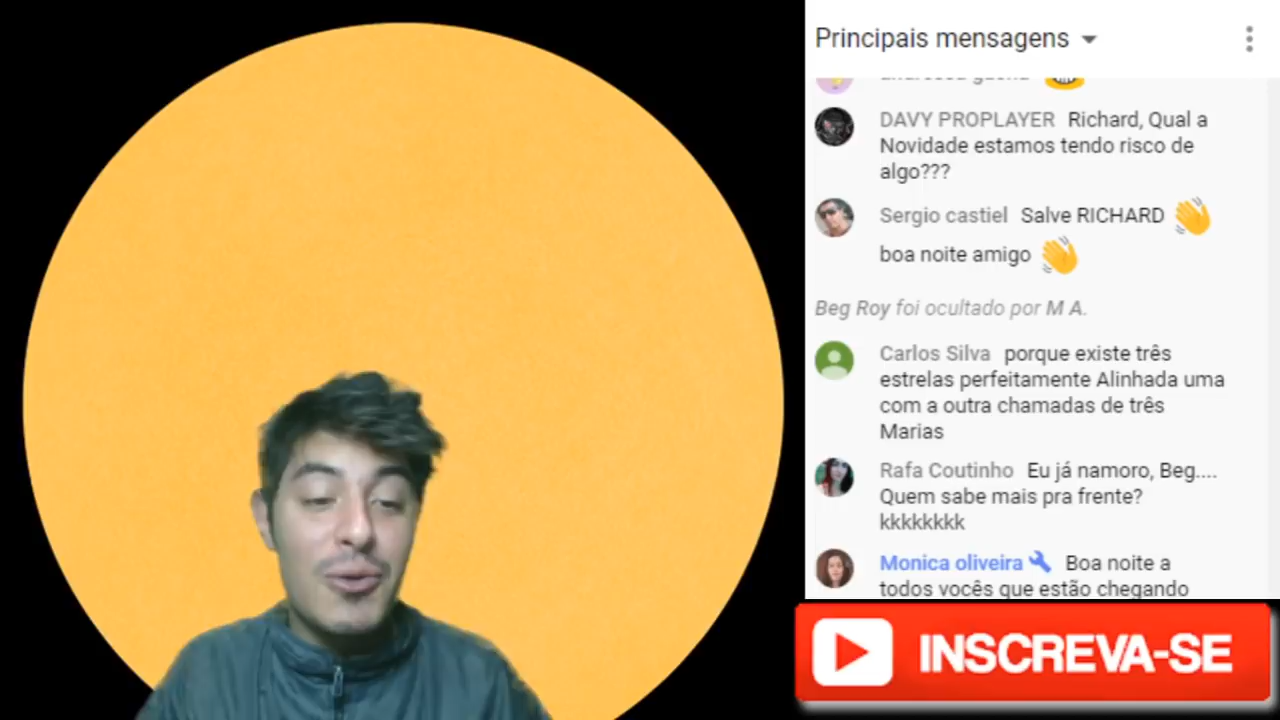 Principais mensagens
DAVY PROPLAYER Richard, Qual a
Novidade estamos tendo risco de
algo???
Sergio castiel Salve RICHARD 👋
boa noite amigo 👋
Beg Roy foi ocultado por M A.
Carlos Silva porque existe três
estrelas perfeitamente Alinhada uma
com a outra chamadas de três
Marias
Rafa Coutinho Eu já namoro, Beg....
Quem sabe mais pra frente?
kkkkkkkk
Monica oliveira Boa noite a
todos vocês que estão chegando
INSCREVA-SE